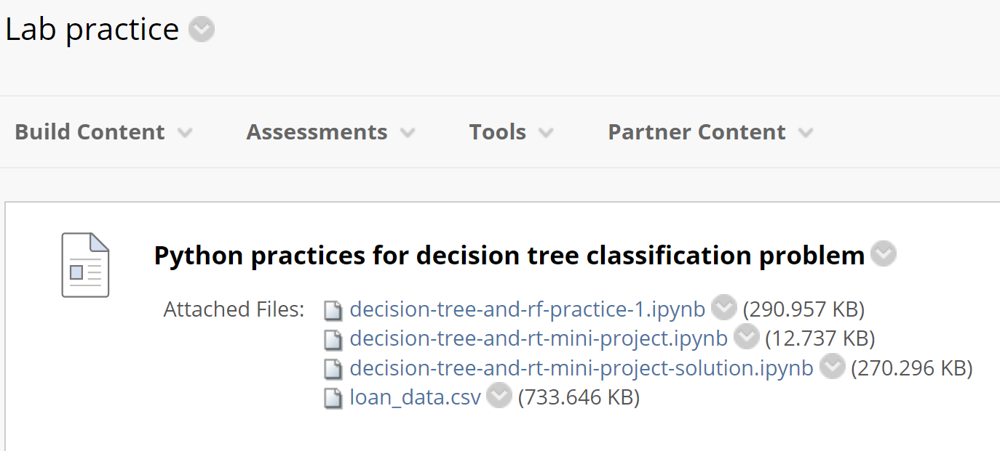 Lab practice
Build Content Assessments Tools Partner Content
Python practices for decision tree classification problem
Attached Files: decision-tree-and-rf-practice-1.ipynb (290.957 KB)
decision-tree-and-rt-mini-project.ipynb (12.737 KB)
decision-tree-and-rt-mini-project-solution.ipynb (270.296 KB)
loan_data.csv (733.646 KB)